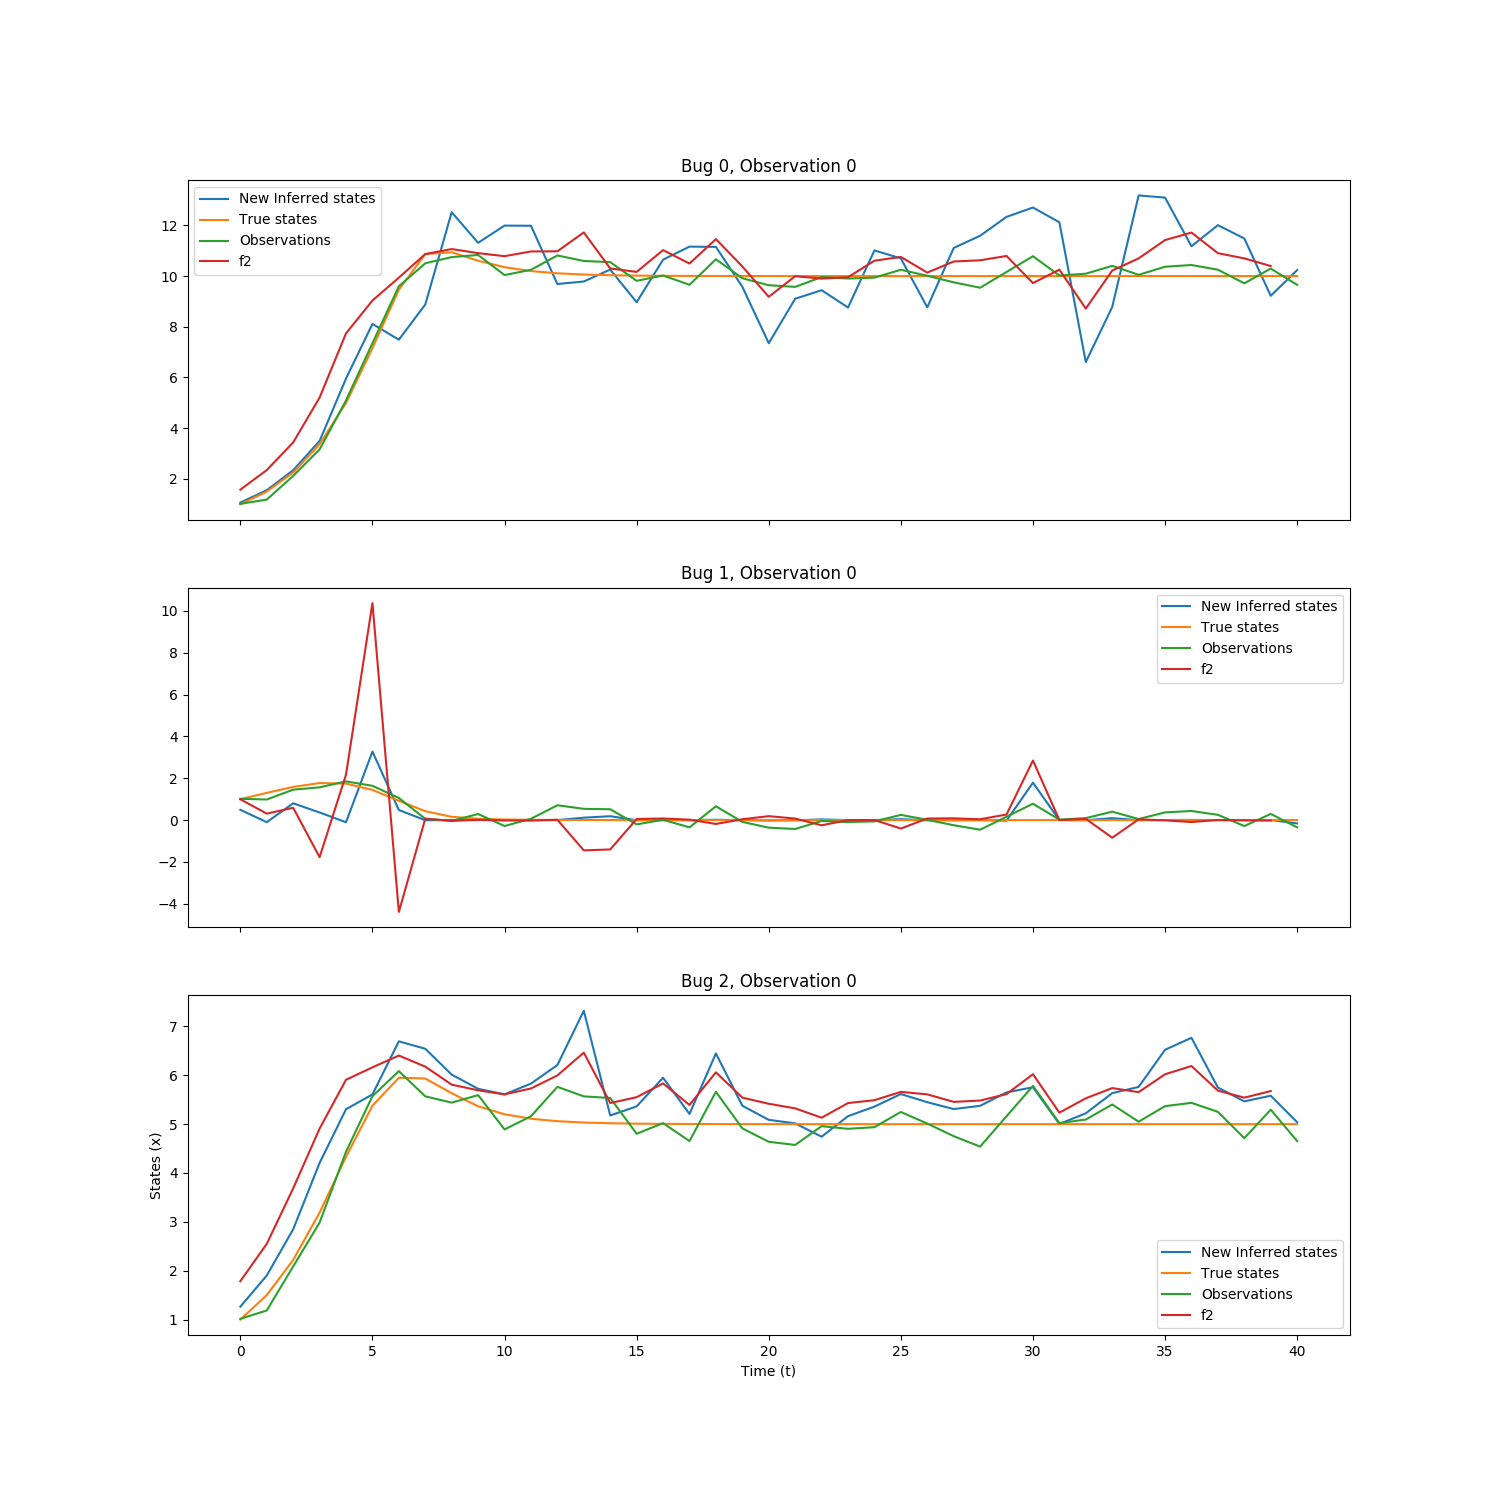 Bug 0, Observation 0
New Inferred states
True states
Observations
f2
12
10
8
6
4
2
Bug 1, Observation 0
New Inferred states
True states
Observations
f2
10
8
6
4
2
0
−2
−4
Bug 2, Observation 0
7
6
5
4
3
2
1
States (x)
New Inferred states
True states
Observations
f2
0 5 10 15 20 25 30 35 40
Time (t)